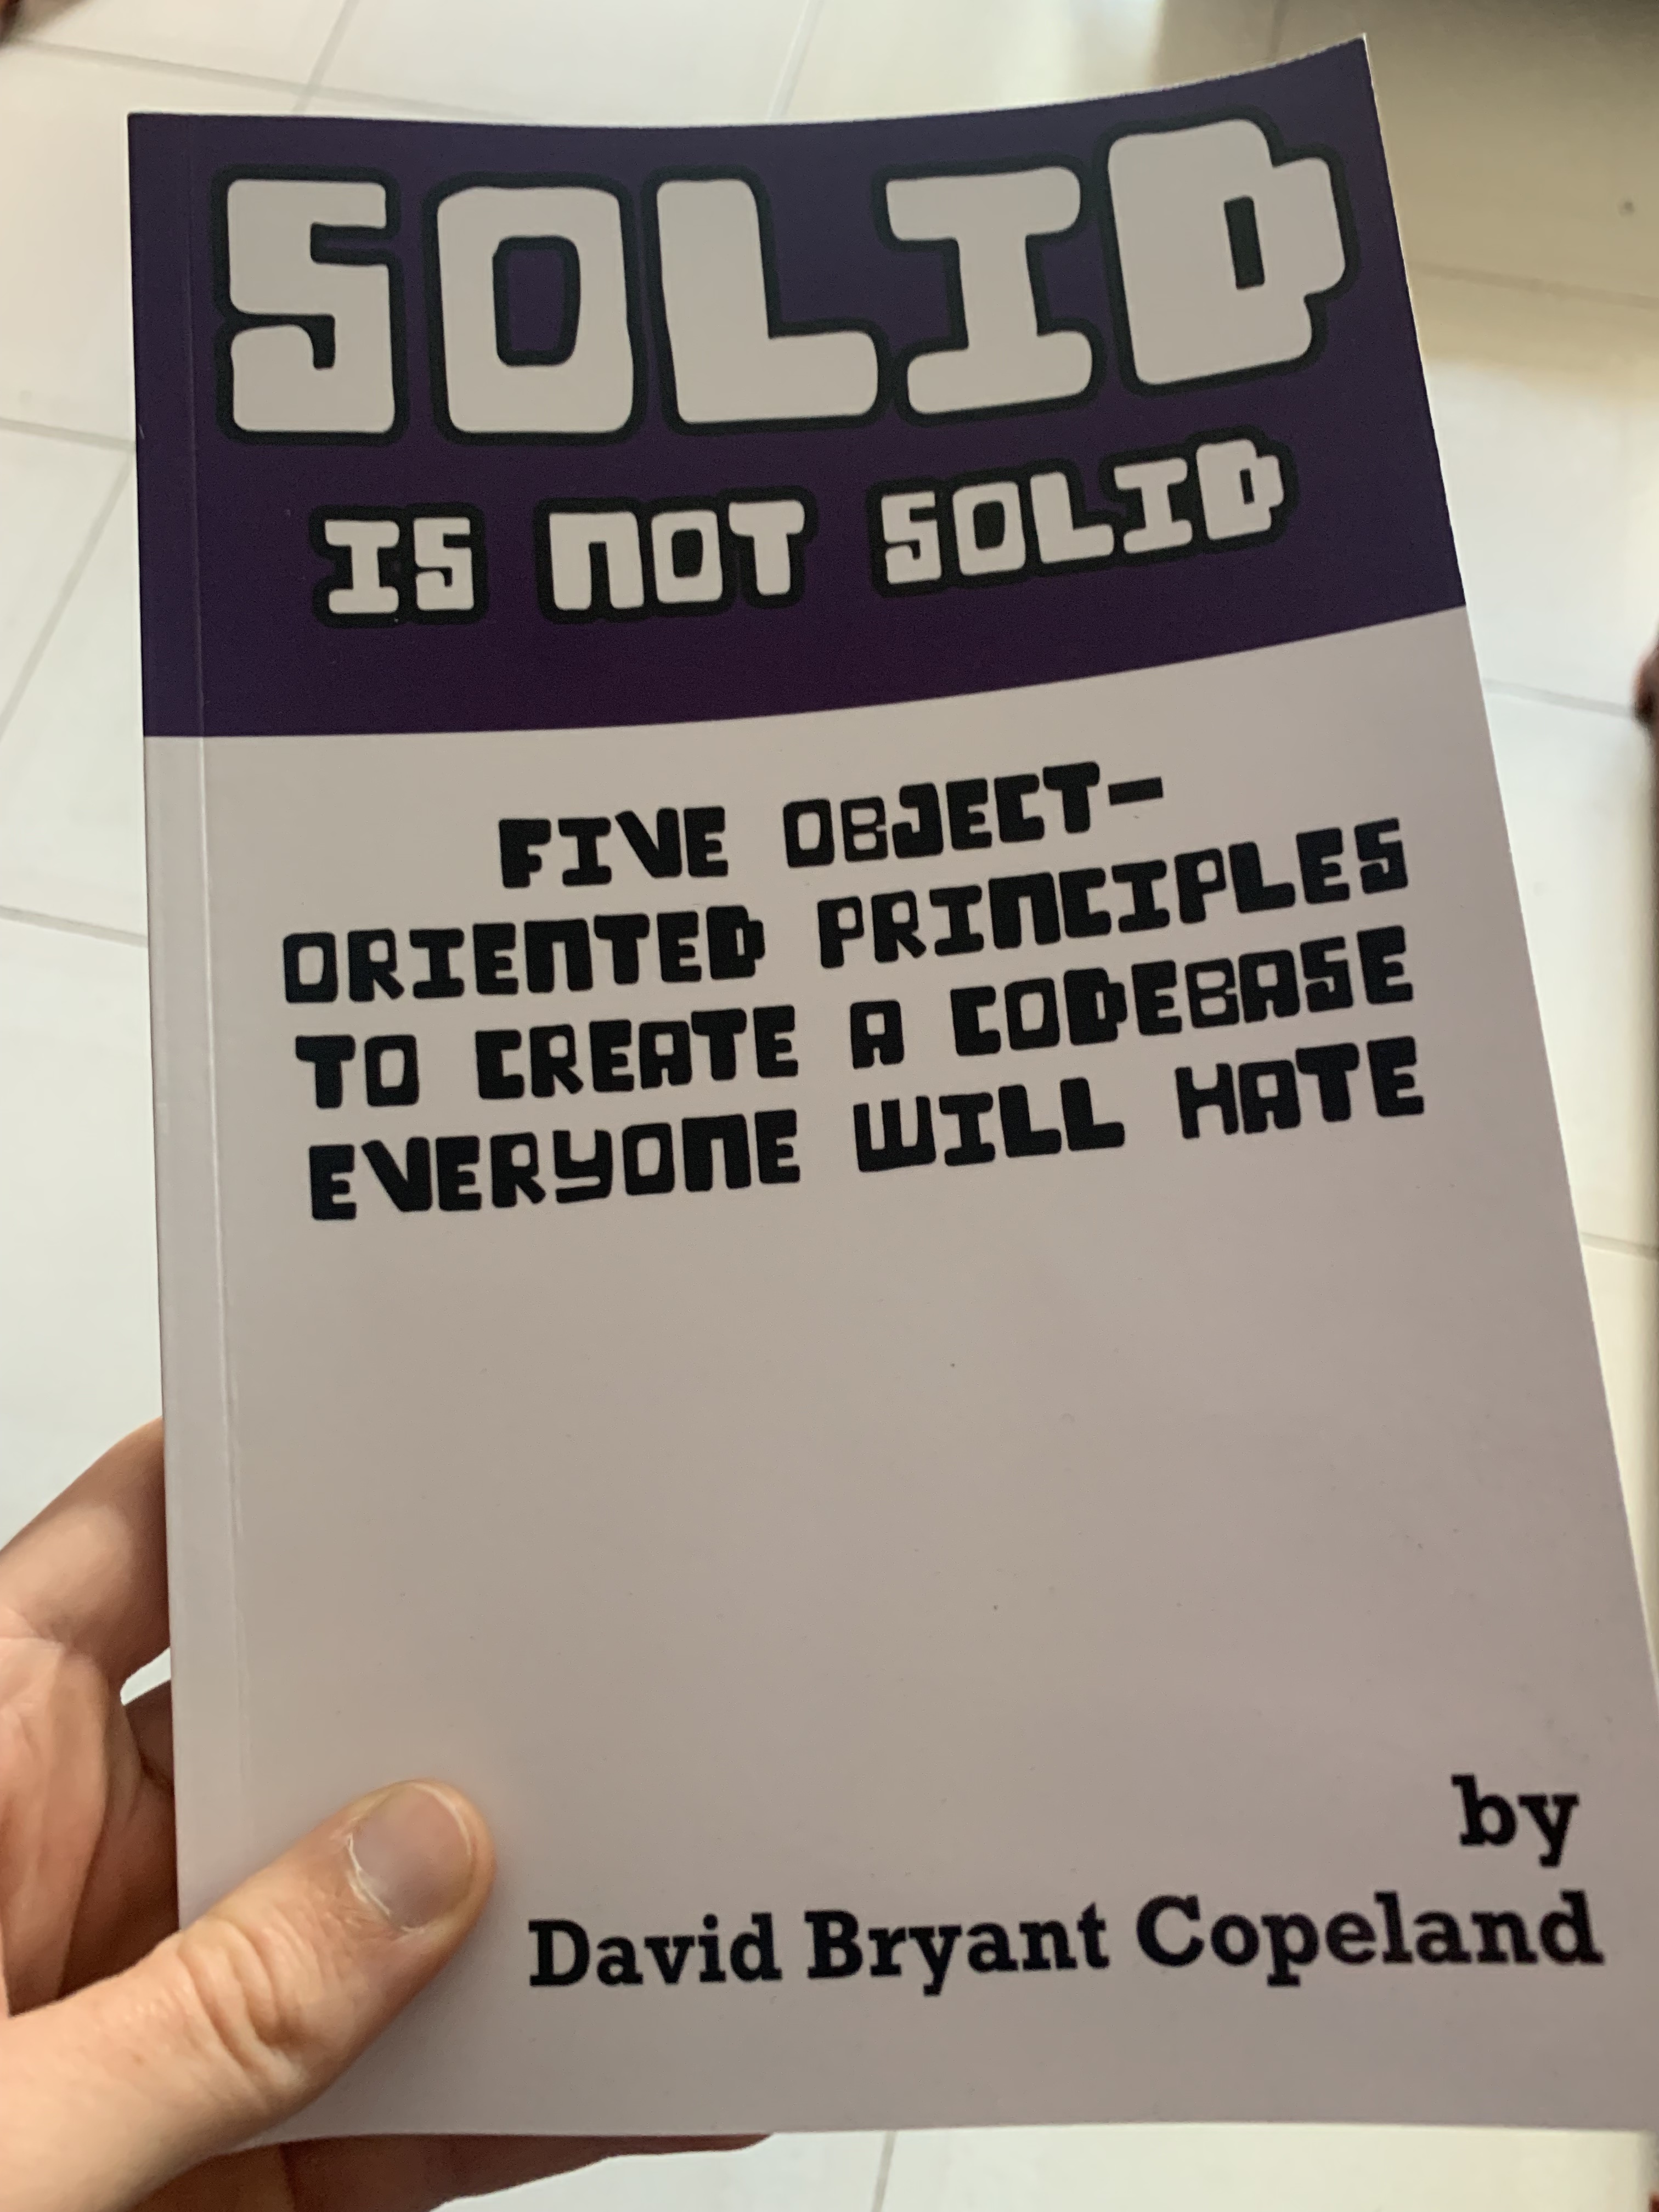 SOLID
IS NOT SOLID
FIVE OBJECT-
ORIENTED PRINCIPLES
TO CREATE A CODEBASE
EVERYONE WILL HATE
by
David Bryant Copeland